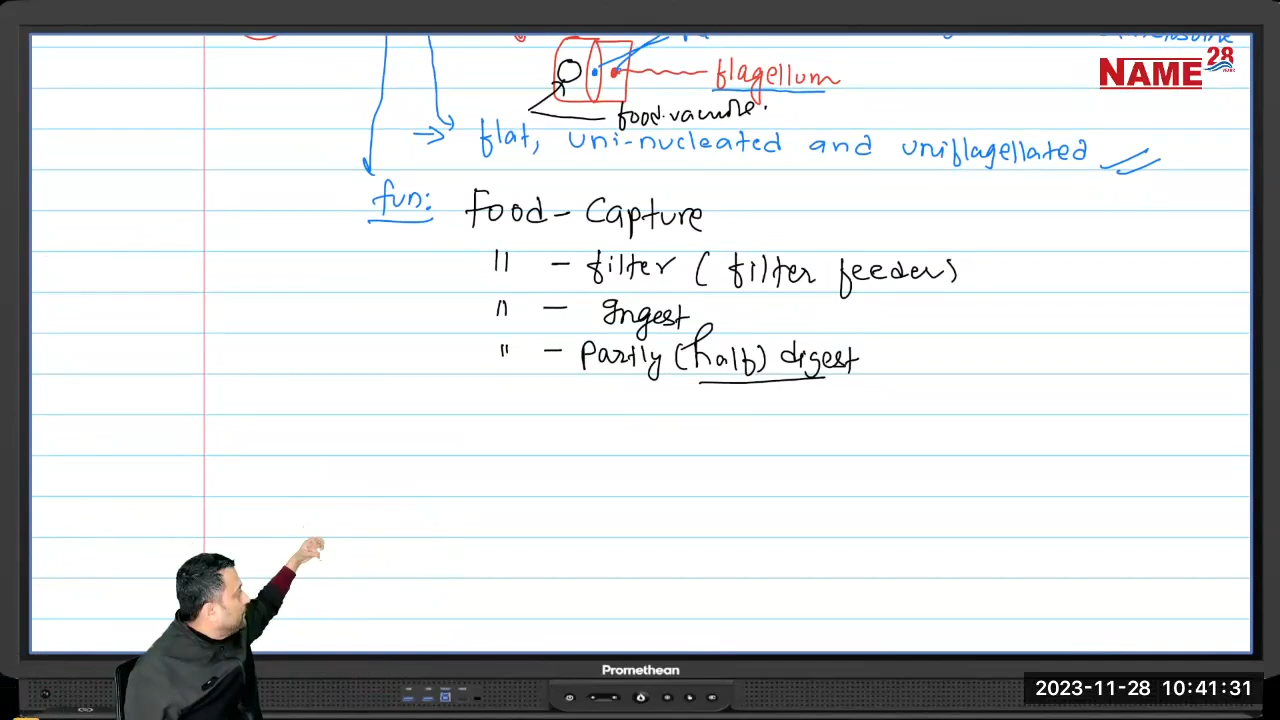 NAME 28
flagellum
food vacuole.
→ flat, uni-nucleated and uniflagellated
fun: Food - Capture
" - filter (filter feeder)
" - Ingest
" - Partly (half) digest
Promethean
2023-11-28 10:41:31